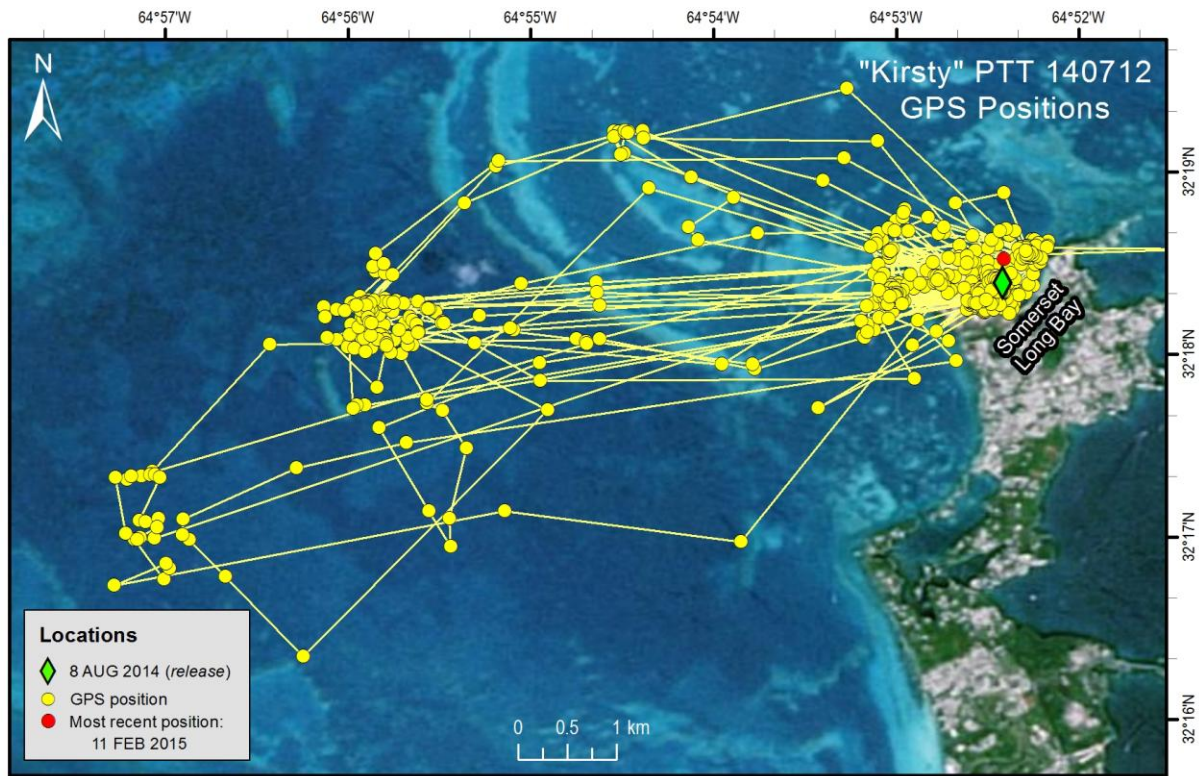 64°57'W 64°56'W 64°55'W 64°54'W 64°53'W 64°52'W
N
"Kirsty" PTT 140712
GPS Positions
32°19'N
32°18'N
32°17'N
32°16'N
Somerset
Long Bay
Locations
8 AUG 2014 (release)
GPS position
Most recent position:
11 FEB 2015
0 0.5 1 km